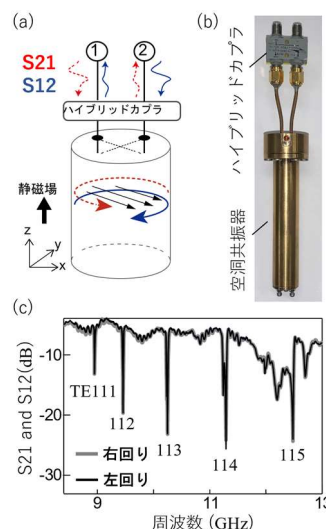 (a)
① ②
S21
S12
ハイブリッドカプラ
静磁場
z
y
x
(b)
ハイブリッドカプラ
空洞共振器
(c)
S21 and S12(dB)
-10
-20
-30
TE111
112
113
114
115
右回り
左回り
9 11 13
周波数 (GHz)